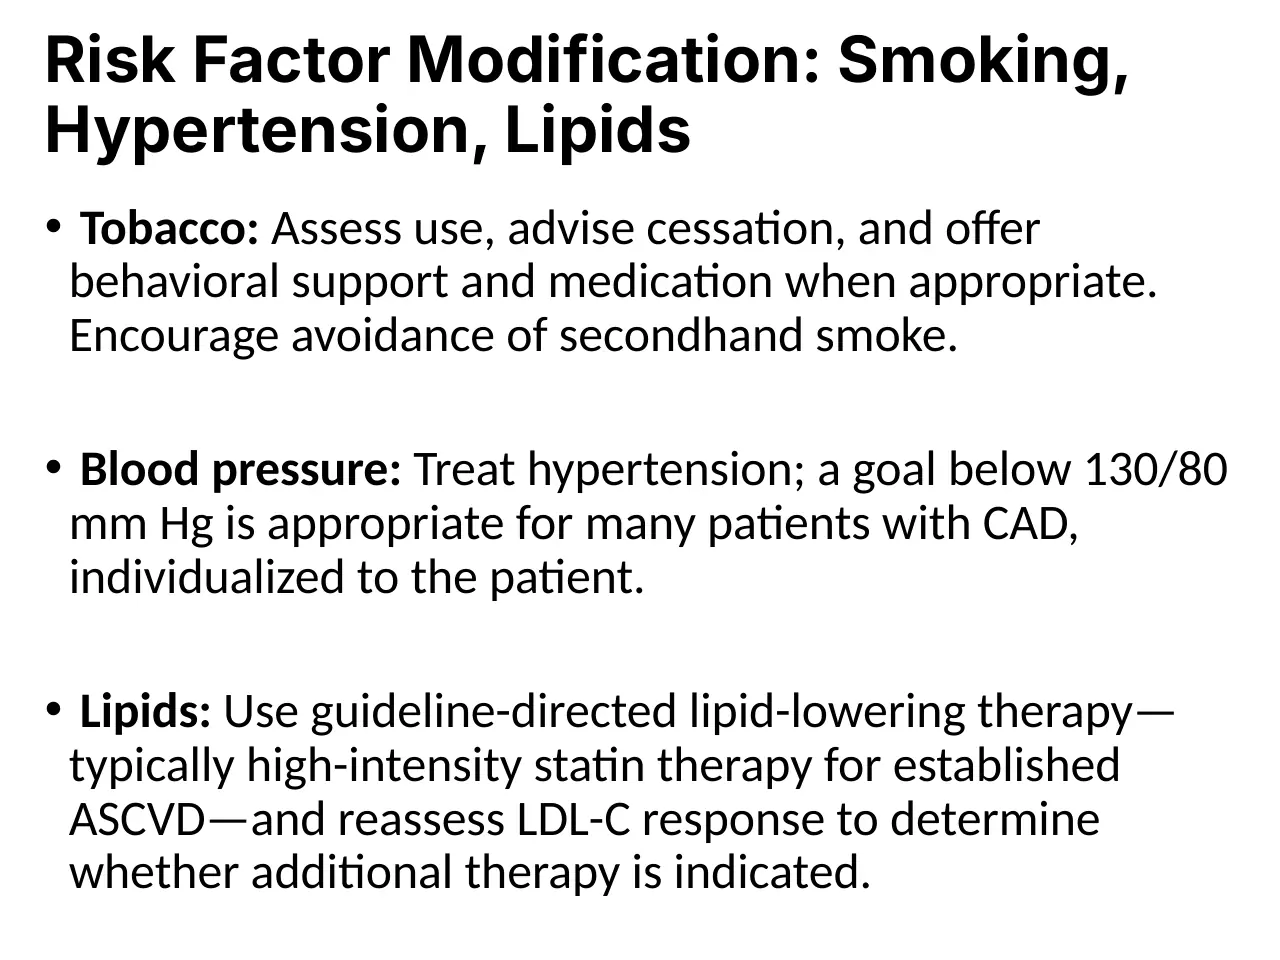 Risk Factor Modification: Smoking,
Hypertension, Lipids
• Tobacco: Assess use, advise cessation, and offer
behavioral support and medication when appropriate.
Encourage avoidance of secondhand smoke.
• Blood pressure: Treat hypertension; a goal below 130/80
mm Hg is appropriate for many patients with CAD,
individualized to the patient.
• Lipids: Use guideline-directed lipid-lowering therapy—
typically high-intensity statin therapy for established
ASCVD—and reassess LDL-C response to determine
whether additional therapy is indicated.